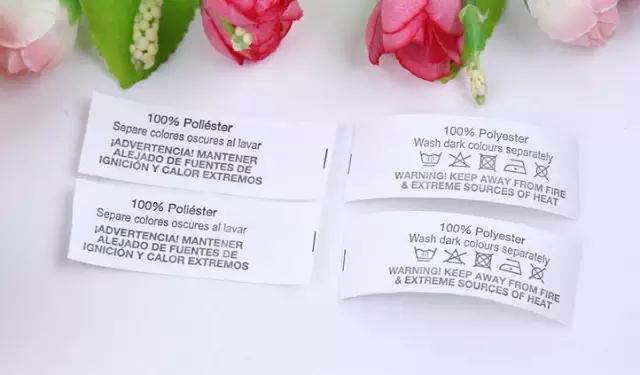 100% Poliéster
Separe colores oscures al lavar
¡ADVERTENCIA! MANTENER
ALEJADO DE FUENTES DE
IGNICIÓN Y CALOR EXTREMOS
100% Polyester
Wash dark colours separately
WARNING! KEEP AWAY FROM FIRE
& EXTREME SOURCES OF HEAT
100% Poliéster
Separe colores oscures al lavar
¡ADVERTENCIA! MANTENER
ALEJADO DE FUENTES DE
IGNICIÓN Y CALOR EXTREMOS
100% Polyester
Wash dark colours separately
WARNING! KEEP AWAY FROM FIRE
& EXTREME SOURCES OF HEAT